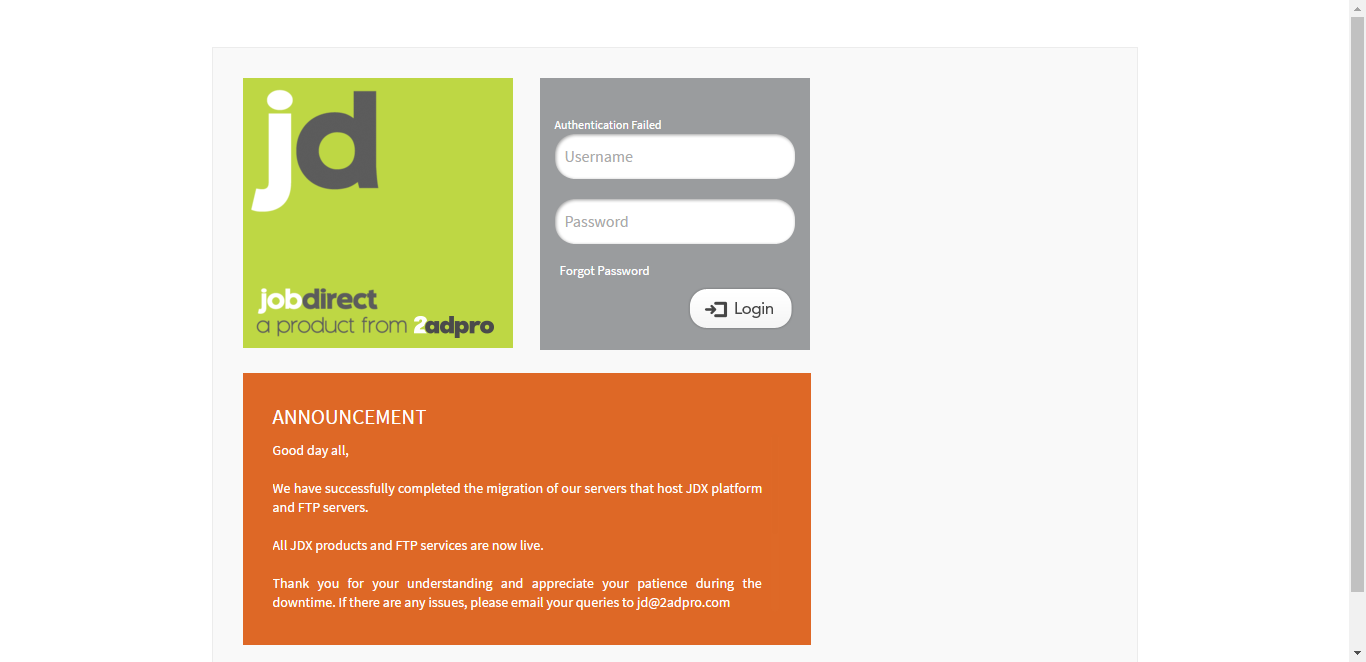 jd
jobdirect
a product from 2adpro
Authentication Failed
Username
Password
Forgot Password
Login
ANNOUNCEMENT
Good day all,
We have successfully completed the migration of our servers that host JDX platform
and FTP servers.
All JDX products and FTP services are now live.
Thank you for your understanding and appreciate your patience during the
downtime. If there are any issues, please email your queries to jd@2adpro.com